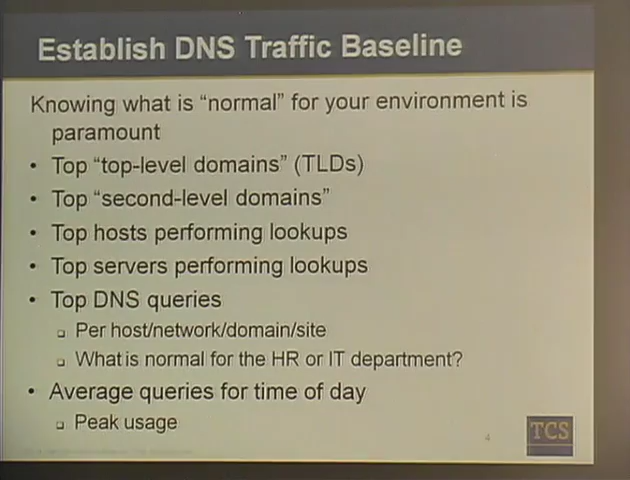 Establish DNS Traffic Baseline
Knowing what is “normal” for your environment is
paramount
• Top “top-level domains” (TLDs)
• Top “second-level domains”
• Top hosts performing lookups
• Top servers performing lookups
• Top DNS queries
❑ Per host/network/domain/site
❑ What is normal for the HR or IT department?
• Average queries for time of day
❑ Peak usage
4
TCS